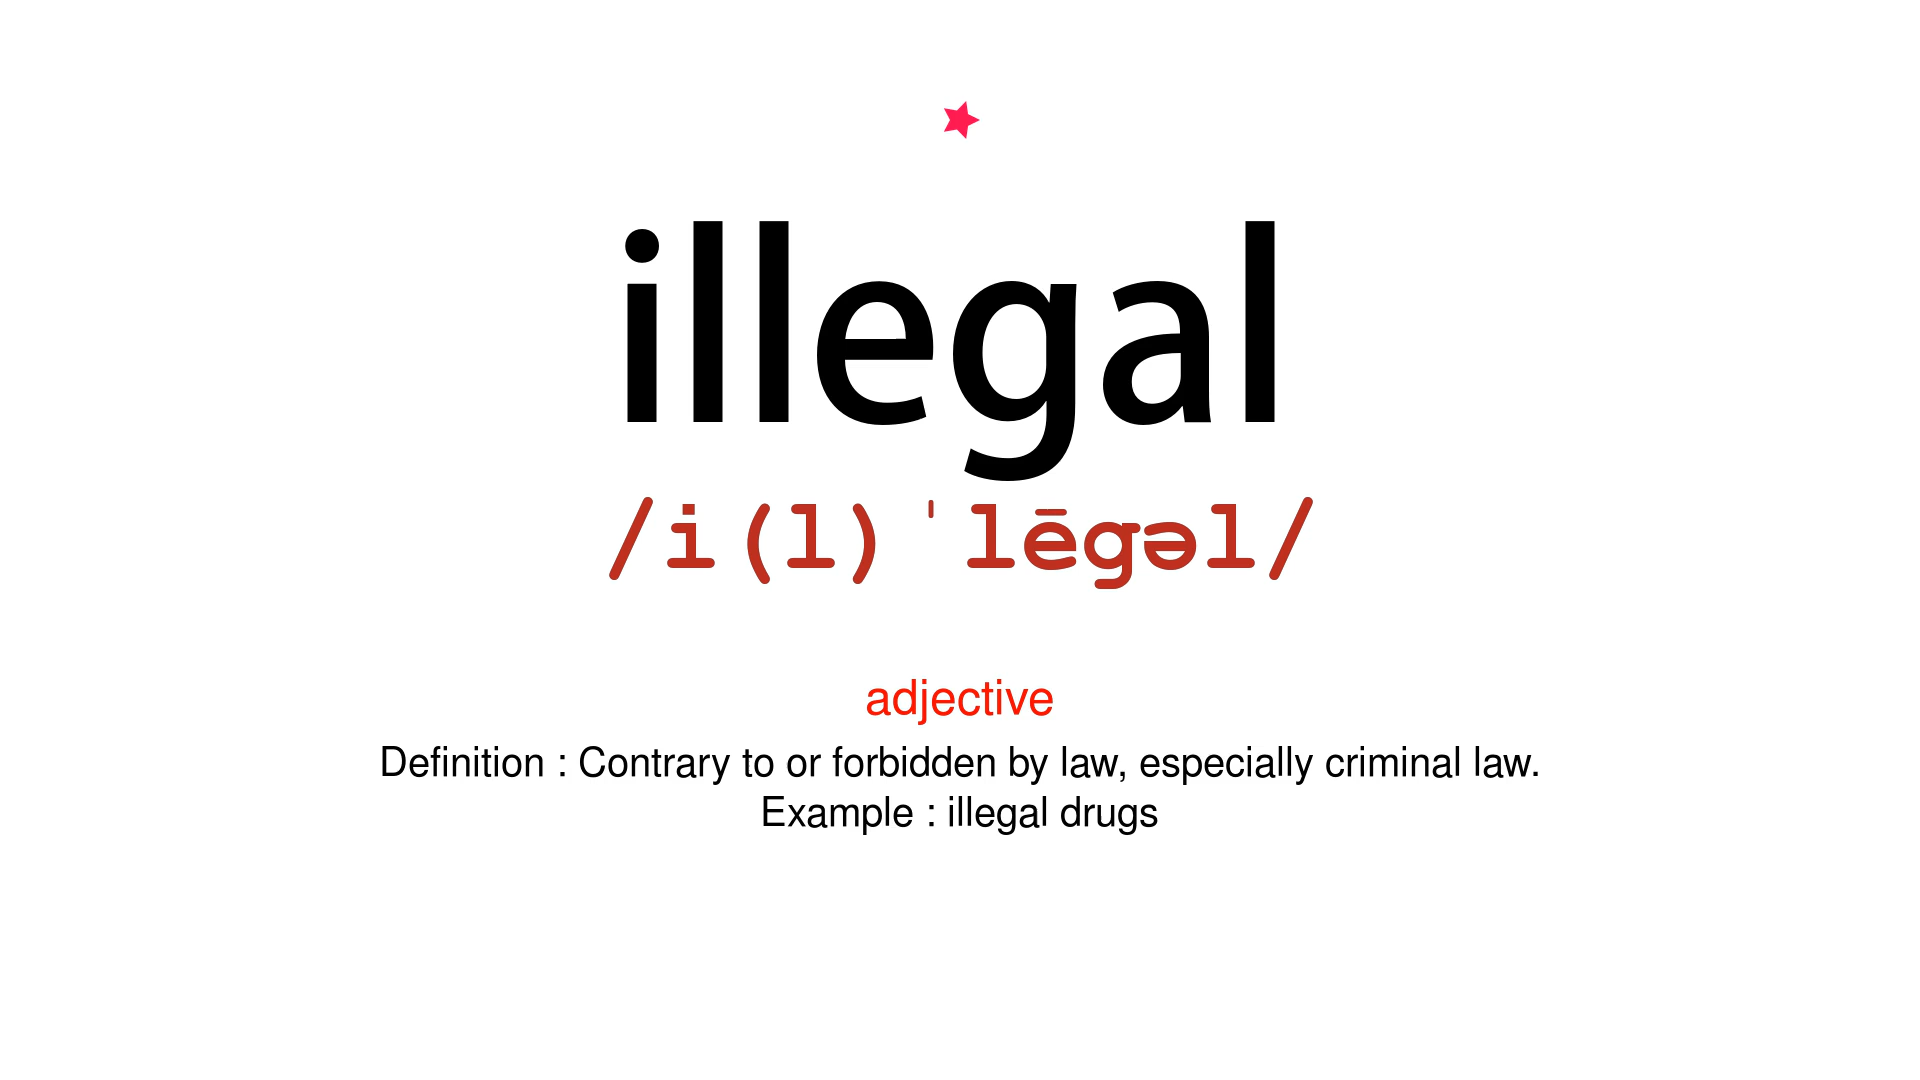 illegal
/i(l)ˈlēgəl/
adjective
Definition : Contrary to or forbidden by law, especially criminal law.
Example : illegal drugs